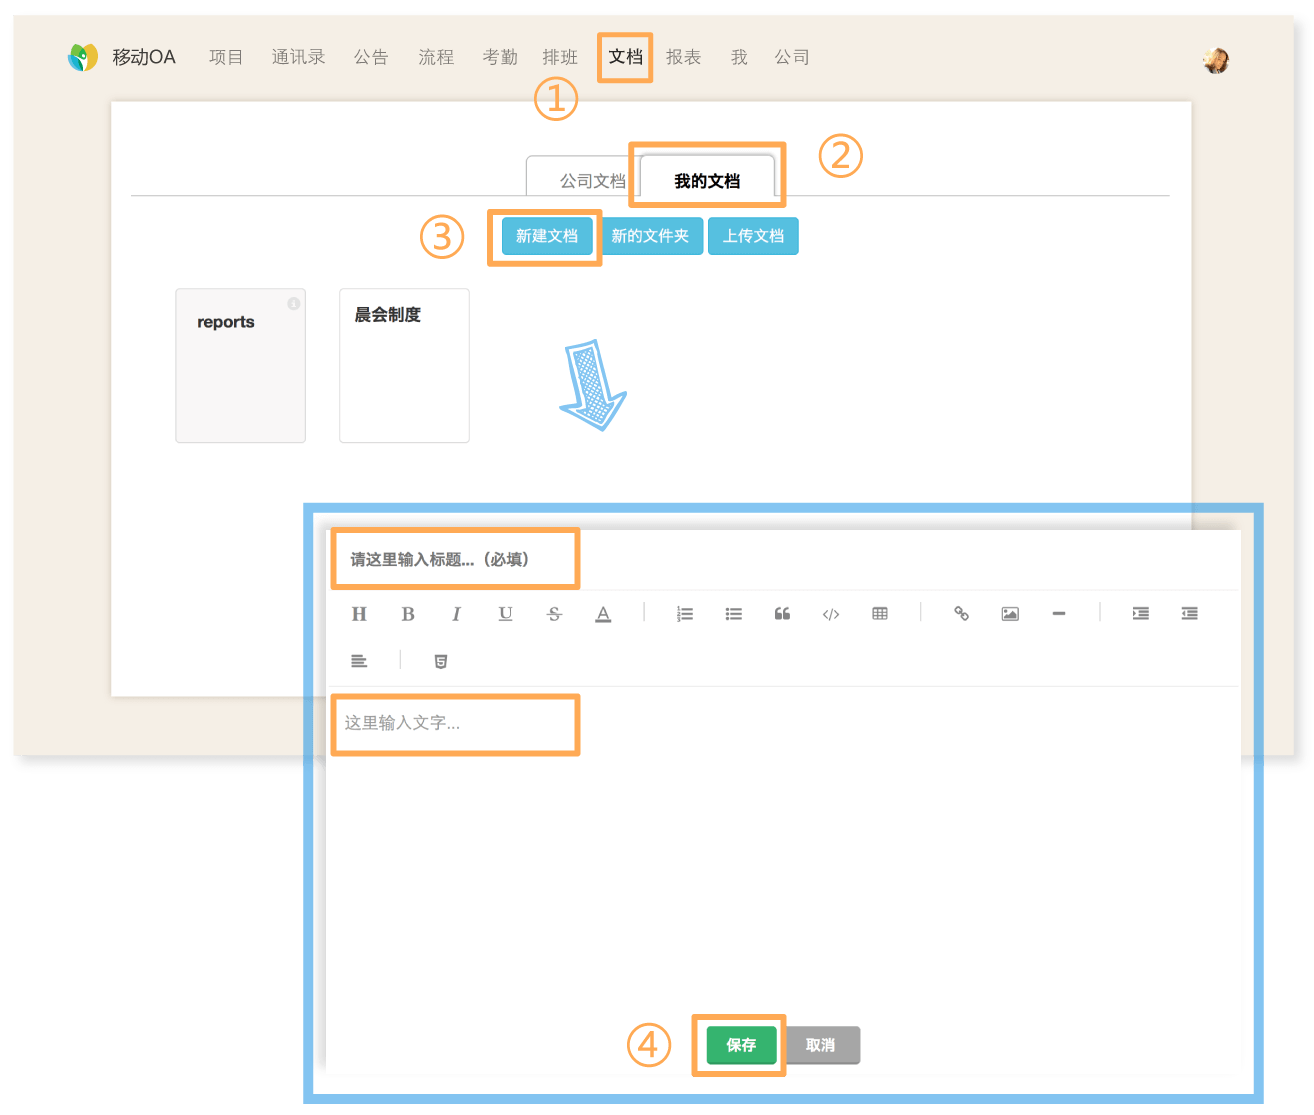 移动OA 项目 通讯录 公告 流程 考勤 排班 文档 报表 我 公司
①
②
公司文档 我的文档
③ 新建文档 新的文件夹 上传文档
reports 晨会制度
请这里输入标题...（必填）
H B I U S A
这里输入文字...
④ 保存 取消